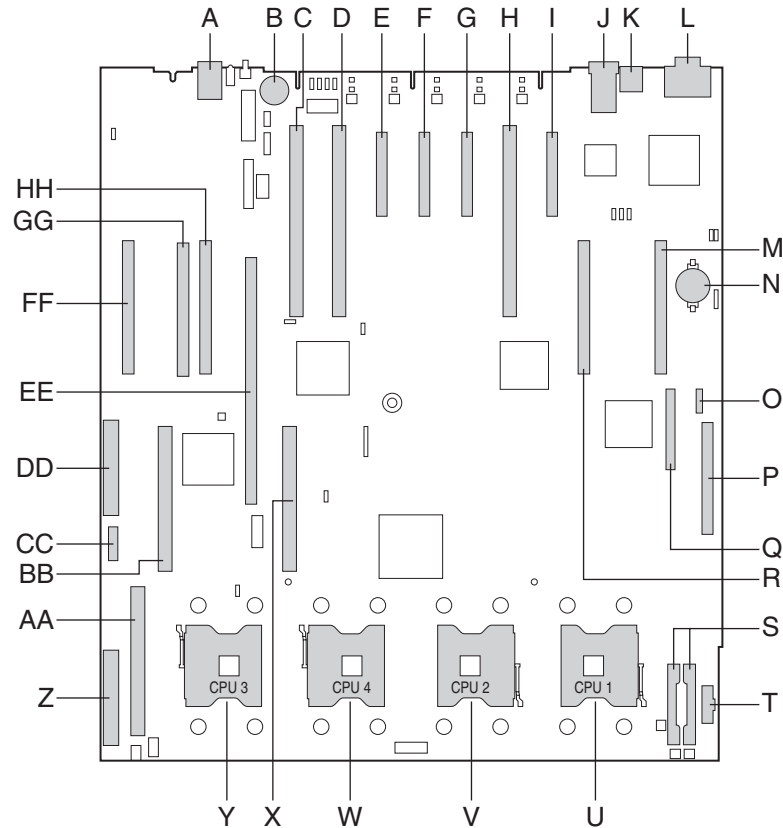 A B C D E F G H I J K L
HH
GG
M
FF
N
EE
O
DD
P
CC
Q
BB
R
AA
S
CPU 3 CPU 4 CPU 2 CPU 1
Z
T
Y X W V U